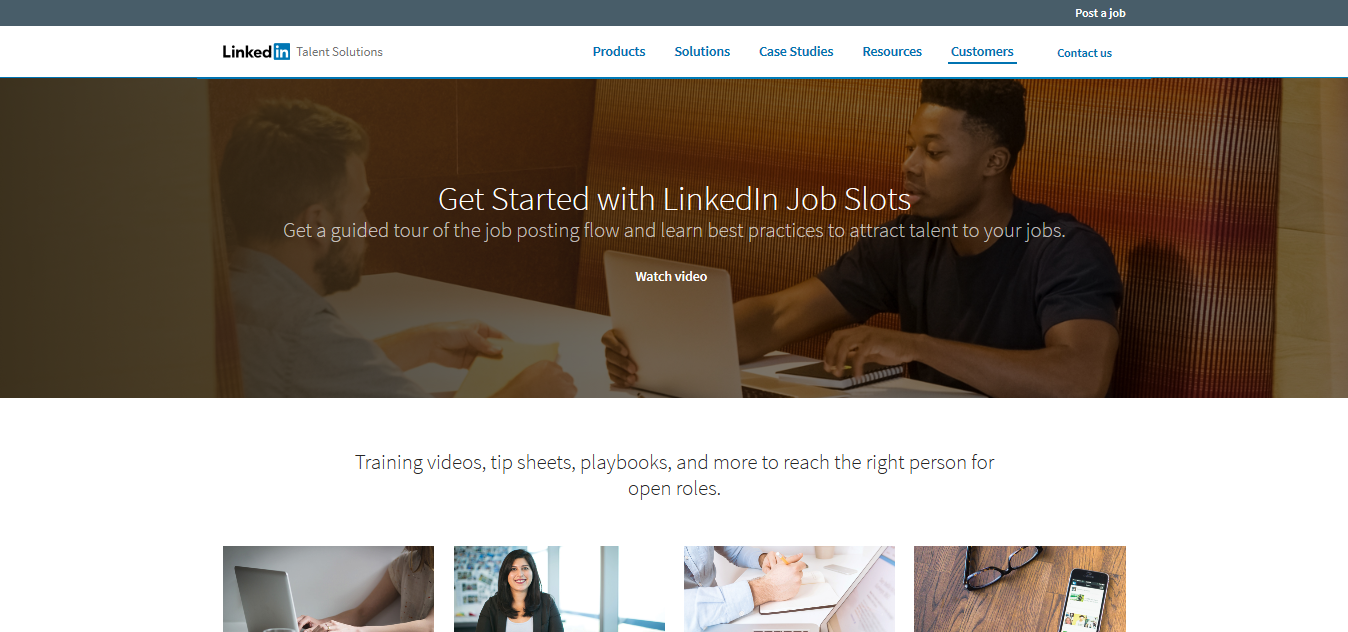 Post a job
LinkedIn Talent Solutions
Products Solutions Case Studies Resources Customers Contact us
Get Started with LinkedIn Job Slots
Get a guided tour of the job posting flow and learn best practices to attract talent to your jobs.
Watch video
Training videos, tip sheets, playbooks, and more to reach the right person for
open roles.